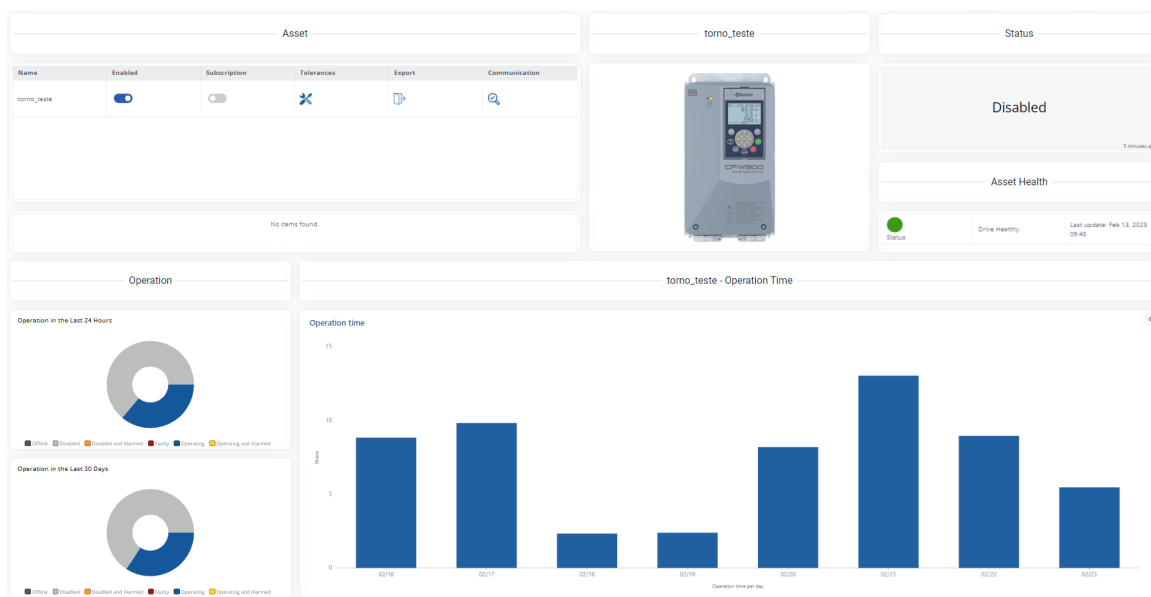 Asset
torno_teste
Status
Name Enabled Subscription Tolerances Export Communication
torno_teste
CFW900
Disabled
5 minutes a
Asset Health
No items found.
Status
Drive Healthy.
Last update: Feb 13, 2023
09:45
Operation
torno_teste - Operation Time
Operation in the Last 24 Hours
Offline Disabled Disabled and Alarmed Faulty Operating Operating and Alarmed
Operation in the Last 30 Days
Offline Disabled Disabled and Alarmed Faulty Operating Operating and Alarmed
Operation time
15
10
5
0
Hours
02/16 02/17 02/18 02/19 02/20 02/21 02/22 02/23
Operation time per day